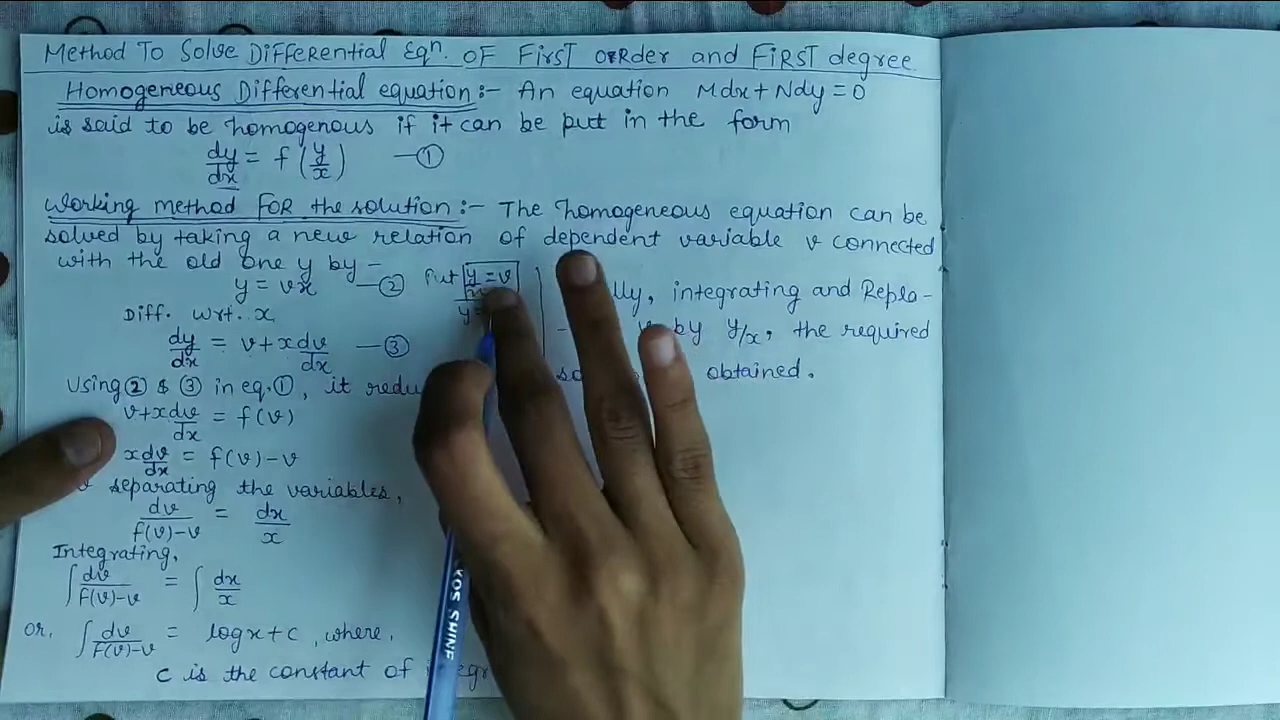 Method To Solve Differential Eqn. OF First ORRder and FiRST degree
Homogeneous Differential equation :- An equation Mdx + Ndy = 0
is said to be homogenous if it can be put in the form
dy/dx = f(y/x) —①
Working method FOR the solution :- The homogeneous equation can be
solved by taking a new relation of dependent variable v connected
with the old one y by -
y = vx —② Put y = v
y =
Diff. wrt. x
dy/dx = v + x dv/dx —③
Using ② & ③ in eq. ①, it
v + x dv/dx = f(v)
x dv/dx = f(v) - v
separating the variables,
dv/f(v)-v = dx/x
Integrating,
∫ dv/f(v)-v = ∫ dx/x
or, ∫ dv/f(v)-v = log x + c, where,
c is the constant of
integrating and Repla-
by y/x, the required
obtained.
KOS SHINE